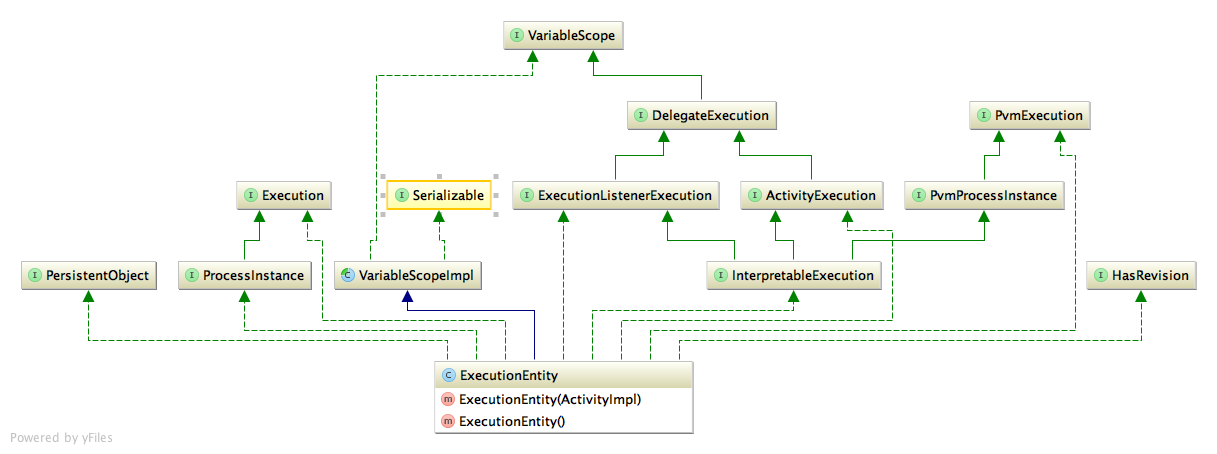 I VariableScope
I DelegateExecution
I PvmExecution
I Execution
I Serializable
I ExecutionListenerExecution
I ActivityExecution
I PvmProcessInstance
I PersistentObject
I ProcessInstance
C VariableScopeImpl
I InterpretableExecution
I HasRevision
C ExecutionEntity
m ExecutionEntity(ActivityImpl)
m ExecutionEntity()
Powered by yFiles